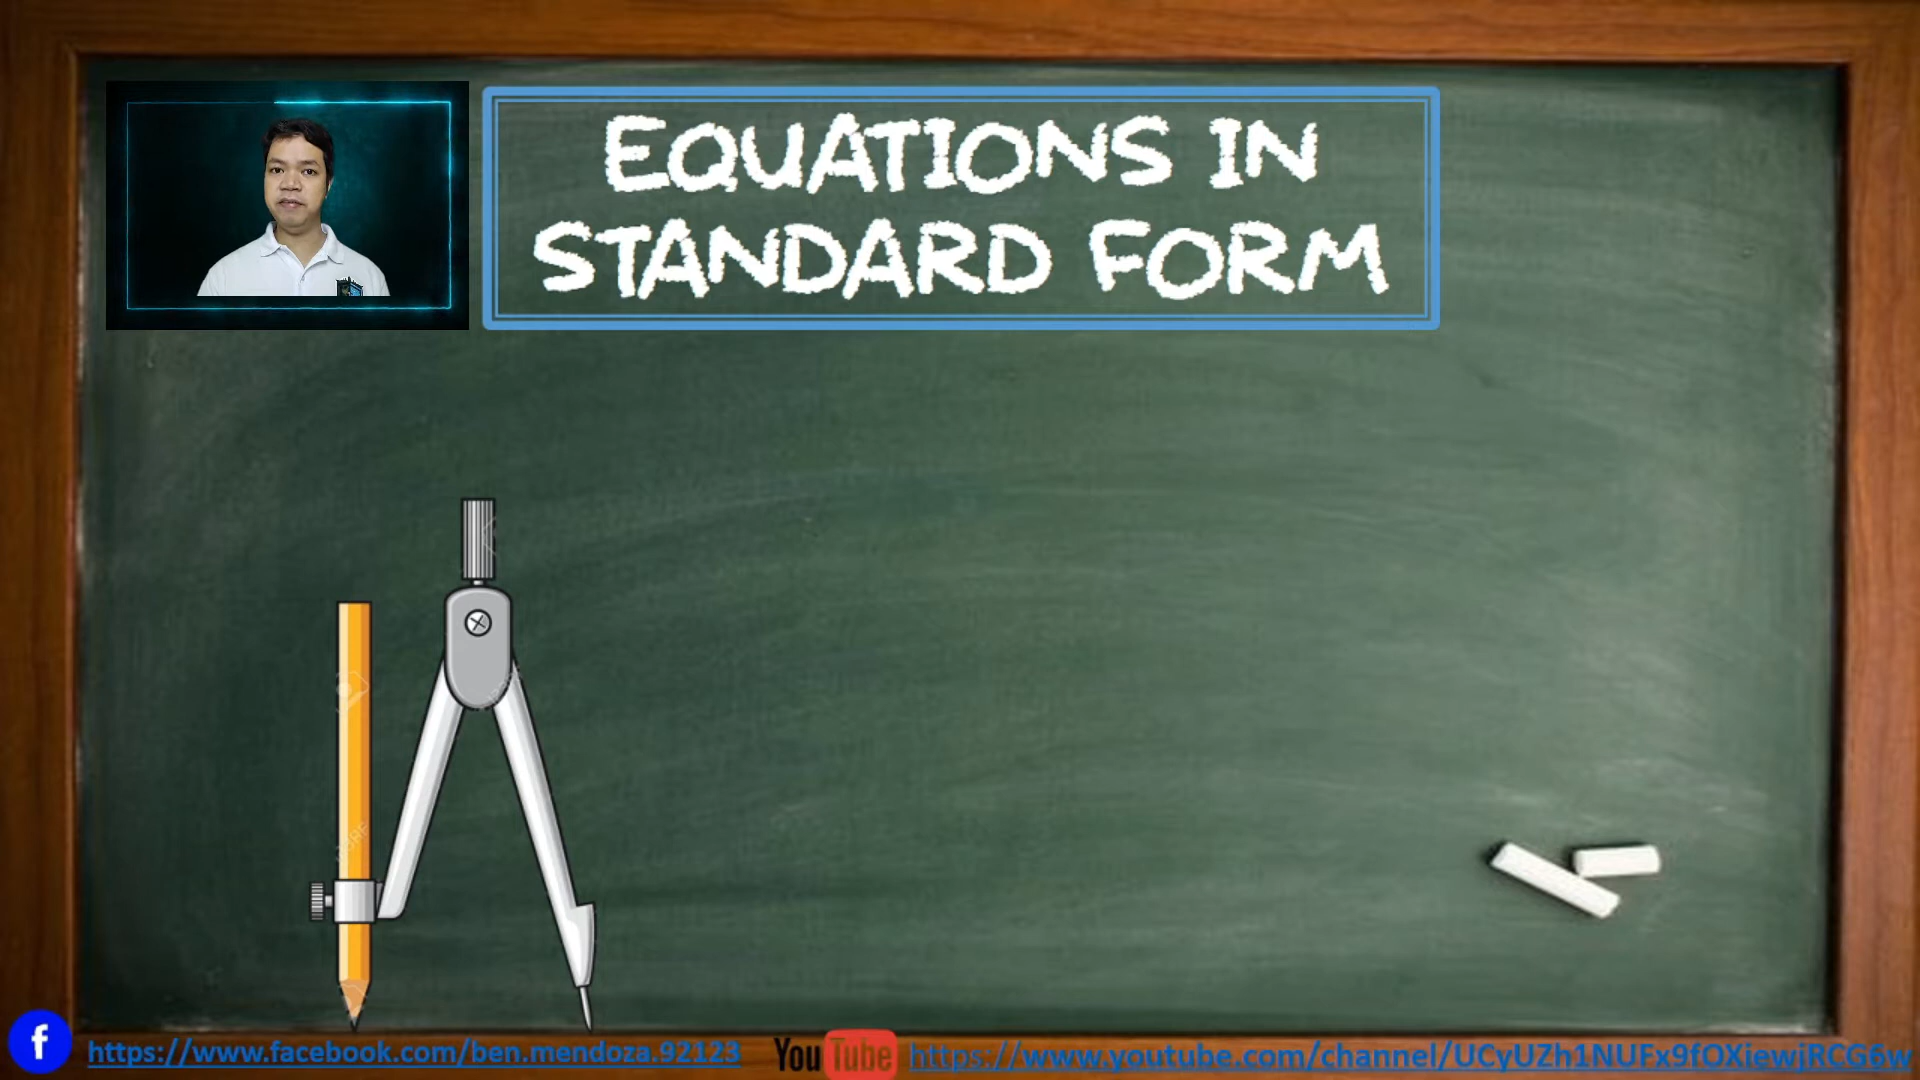 EQUATIONS IN
STANDARD FORM
f https://www.facebook.com/ben.mendoza.92123 YouTube https://www.youtube.com/channel/UCyUZh1NUFx9fOXiewjRCG6w